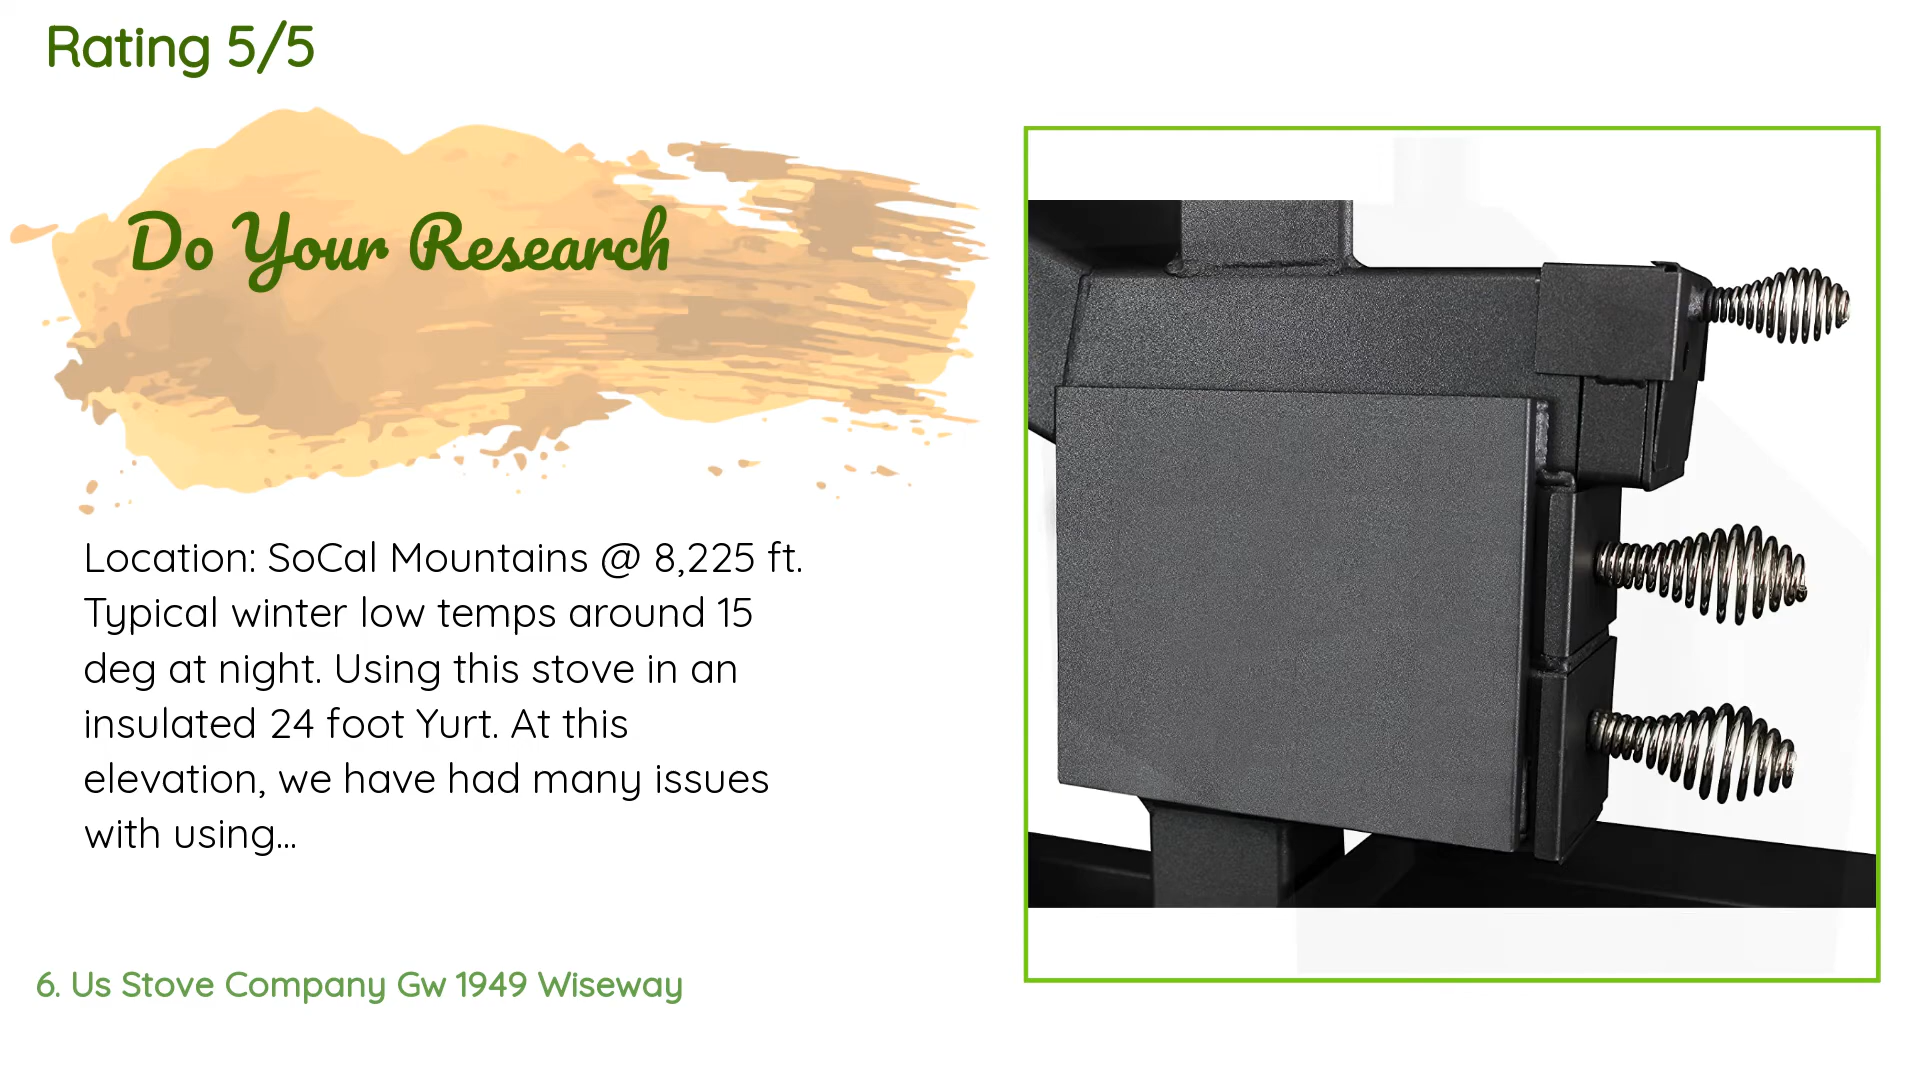 Rating 5/5
Do Your Research
Location: SoCal Mountains @ 8,225 ft.
Typical winter low temps around 15
deg at night. Using this stove in an
insulated 24 foot Yurt. At this
elevation, we have had many issues
with using...
6. Us Stove Company Gw 1949 Wiseway